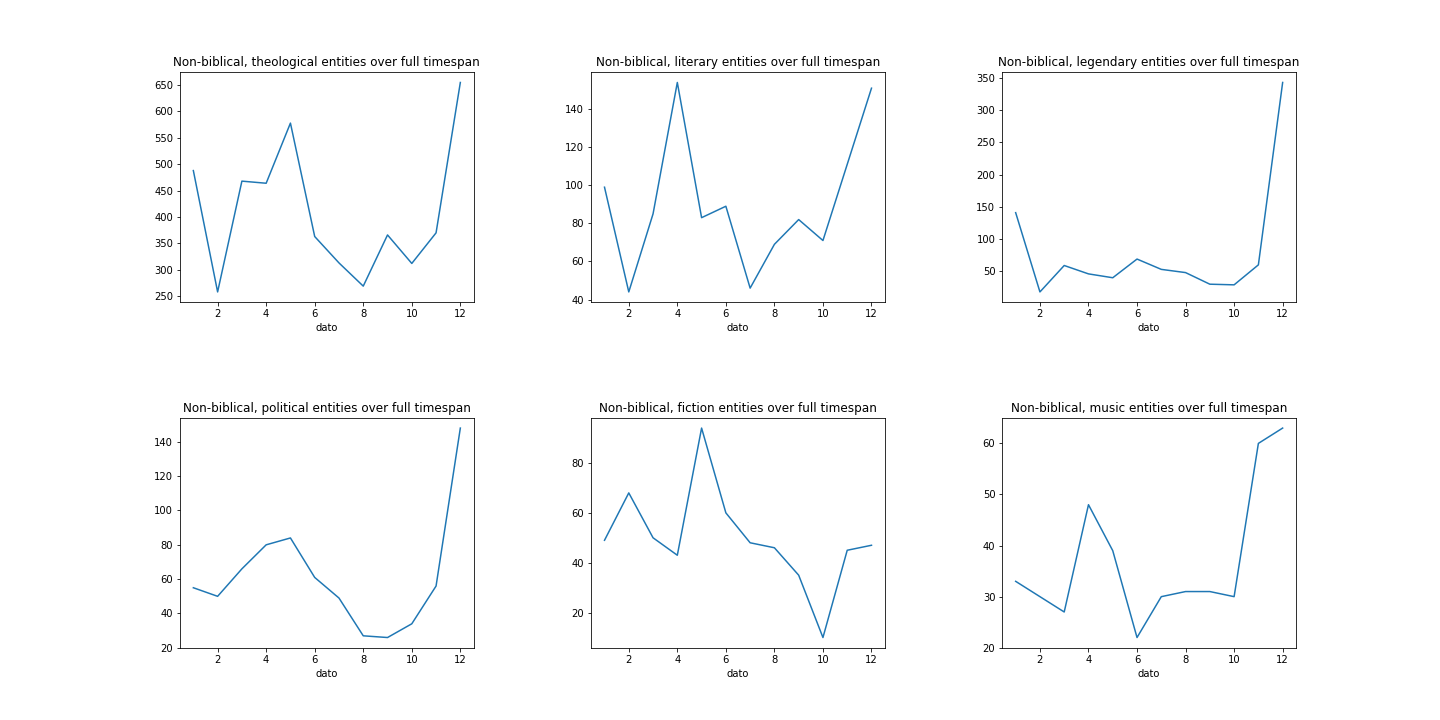 Non-biblical, theological entities over full timespan
650
600
550
500
450
400
350
300
250
2 4 6 8 10 12
dato
Non-biblical, literary entities over full timespan
140
120
100
80
60
40
2 4 6 8 10 12
dato
Non-biblical, legendary entities over full timespan
350
300
250
200
150
100
50
2 4 6 8 10 12
dato
Non-biblical, political entities over full timespan
140
120
100
80
60
40
20
2 4 6 8 10 12
dato
Non-biblical, fiction entities over full timespan
80
60
40
20
2 4 6 8 10 12
dato
Non-biblical, music entities over full timespan
60
50
40
30
20
2 4 6 8 10 12
dato